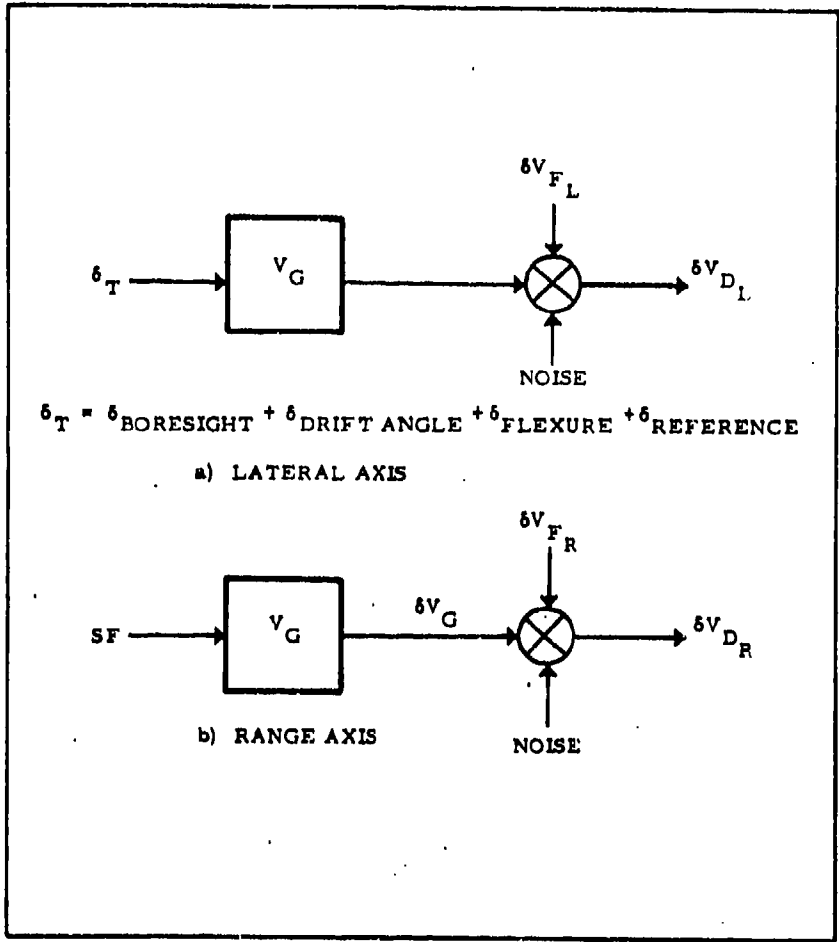 δV_F_L
δ_T V_G δV_D_L
NOISE
δ_T = δ_BORESIGHT + δ_DRIFT ANGLE + δ_FLEXURE + δ_REFERENCE
a) LATERAL AXIS
δV_F_R
SF V_G δV_G δV_D_R
b) RANGE AXIS
NOISE